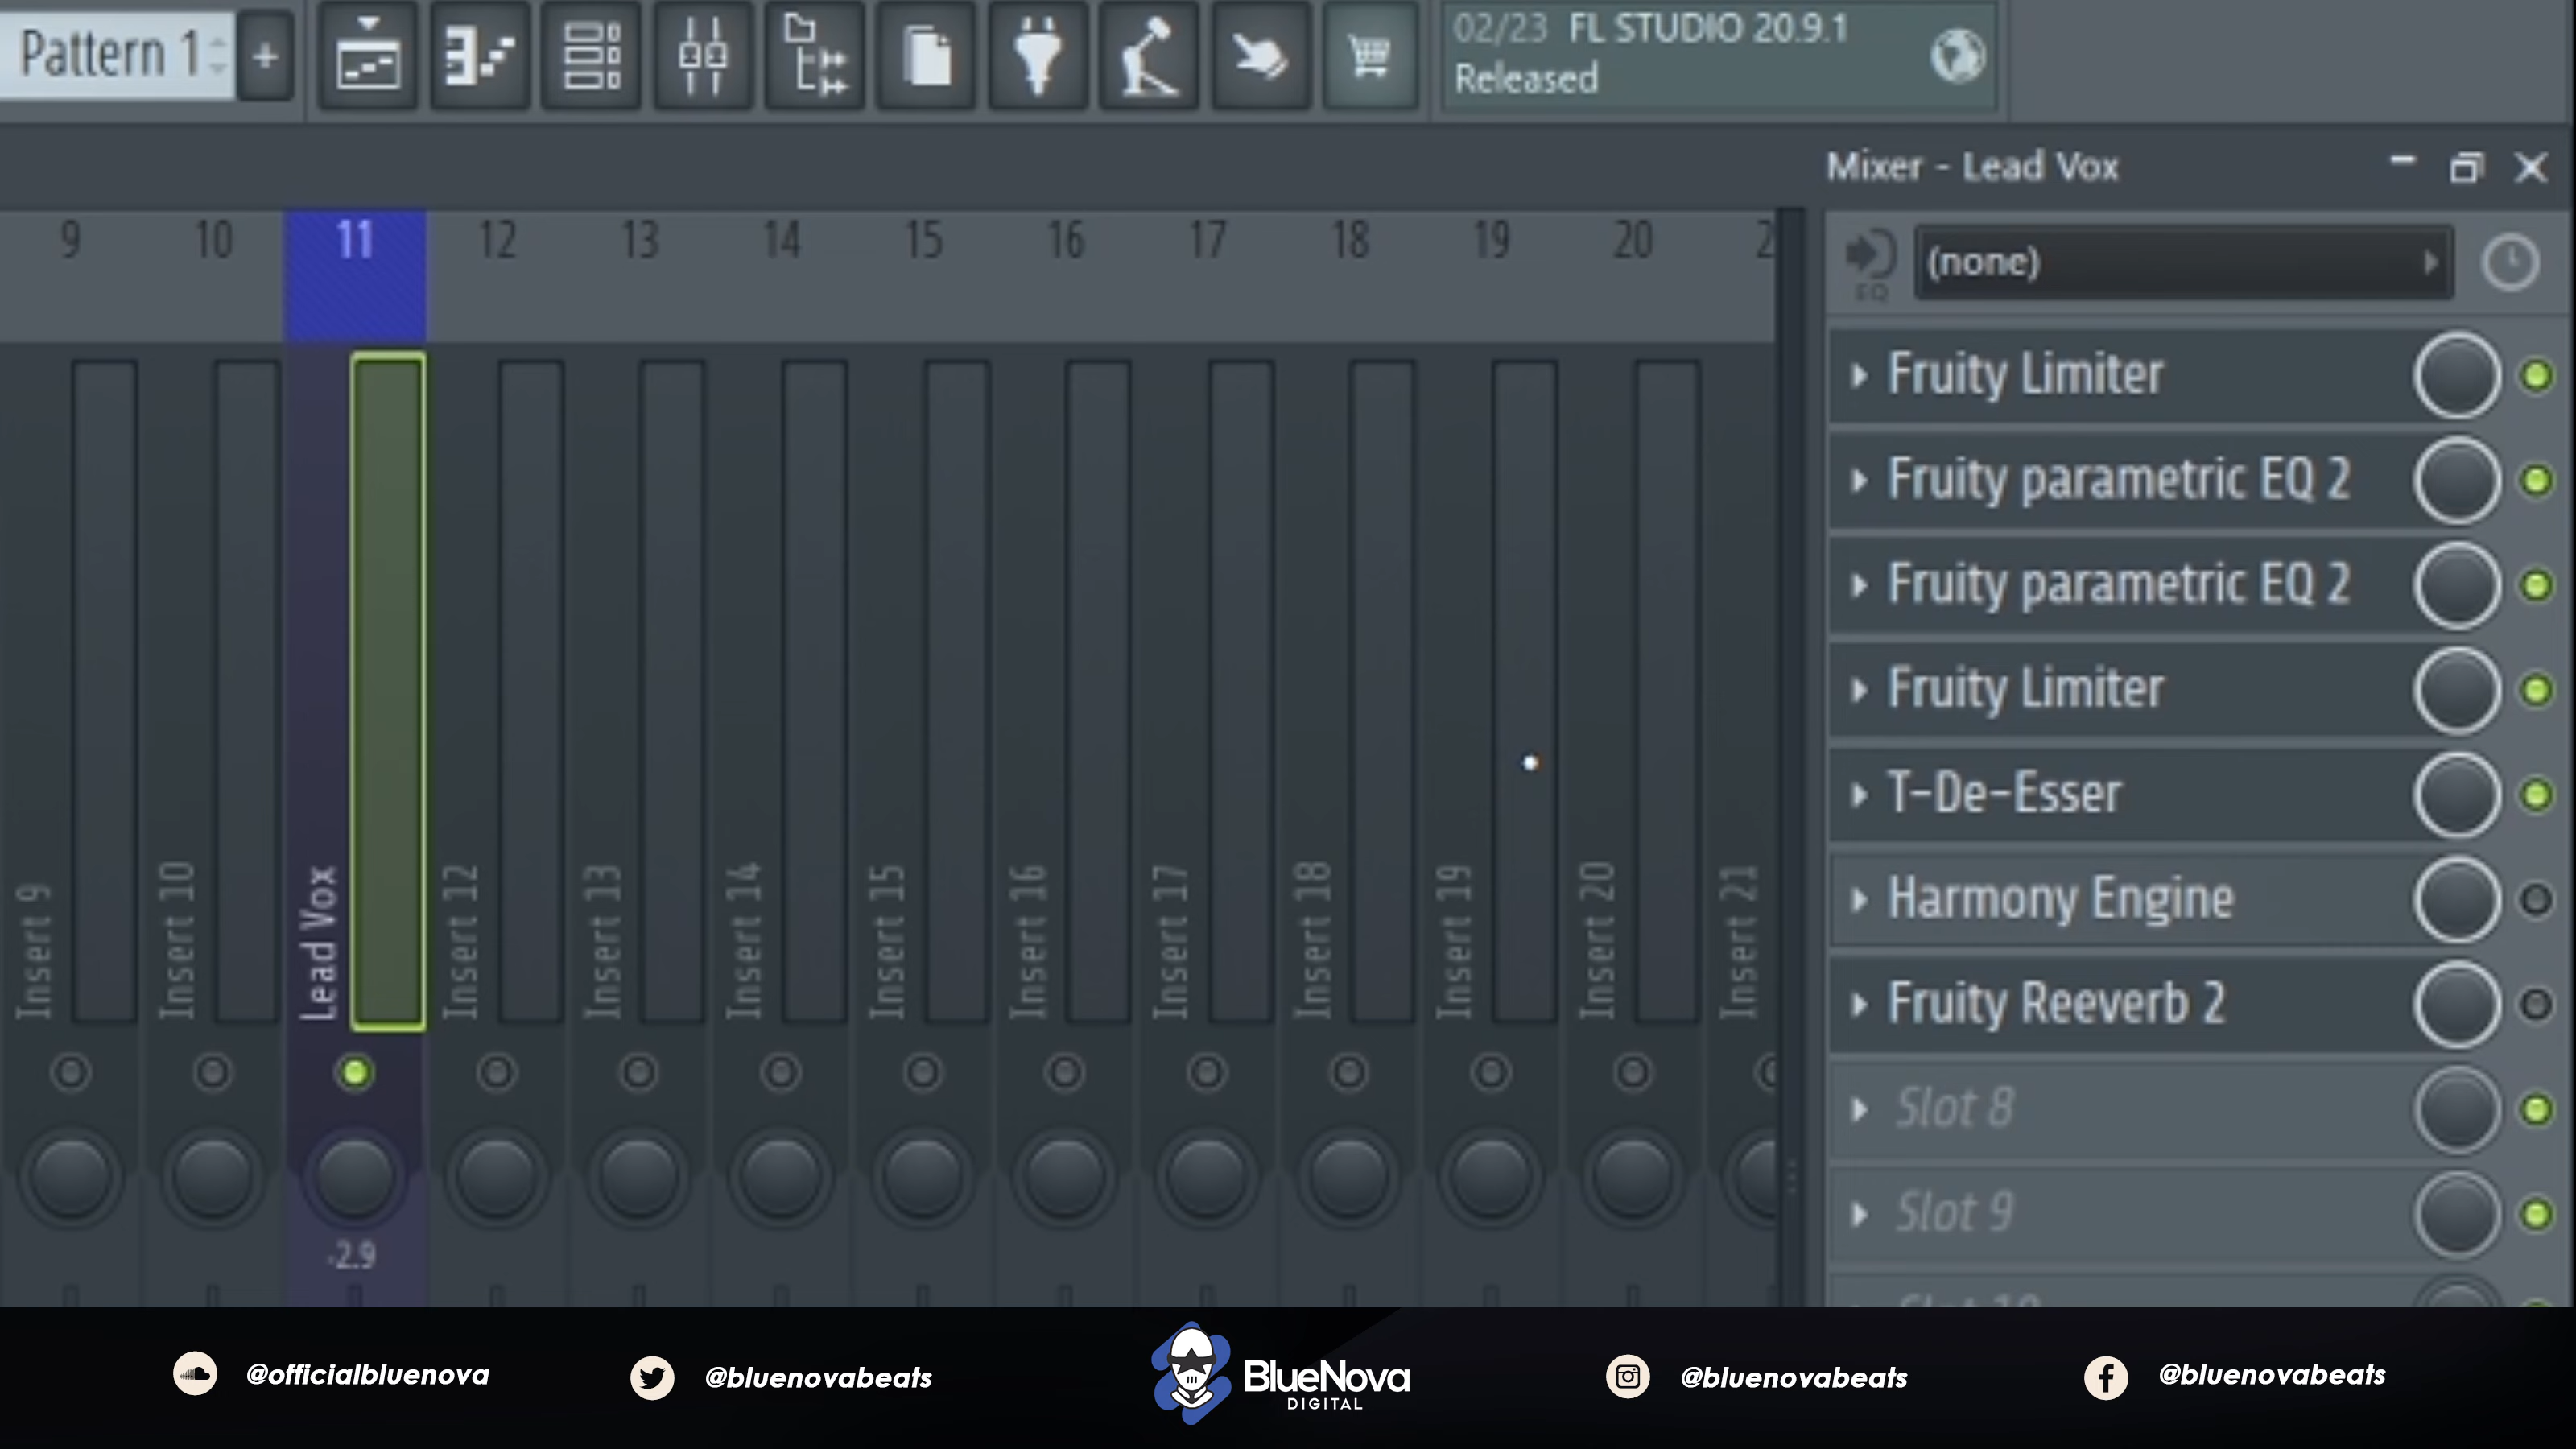 Pattern 1
+
02/23 FL STUDIO 20.9.1
Released
Mixer - Lead Vox
9 10 11 12 13 14 15 16 17 18 19 20
(none)
EQ
Fruity Limiter
Fruity parametric EQ 2
Fruity parametric EQ 2
Fruity Limiter
T-De-Esser
Harmony Engine
Fruity Reeverb 2
Slot 8
Slot 9
Slot 10
Insert 9
Insert 10
Lead Vox
Insert 12
Insert 13
Insert 14
Insert 15
Insert 16
Insert 17
Insert 18
Insert 19
Insert 20
Insert 21
-2.9
@officialbluenova
@bluenovabeats
BlueNova
DIGITAL
@bluenovabeats
@bluenovabeats